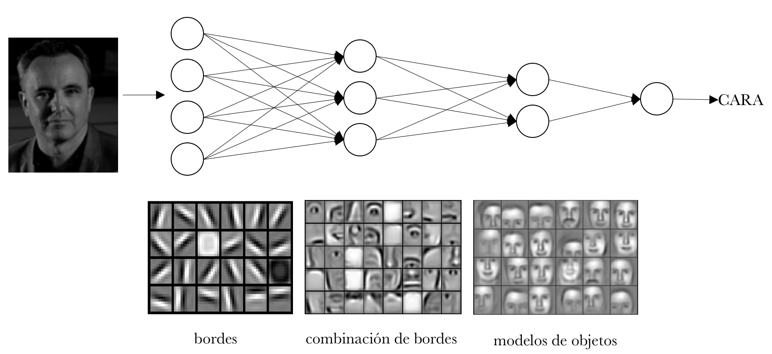 CARA
bordes
combinación de bordes
modelos de objetos